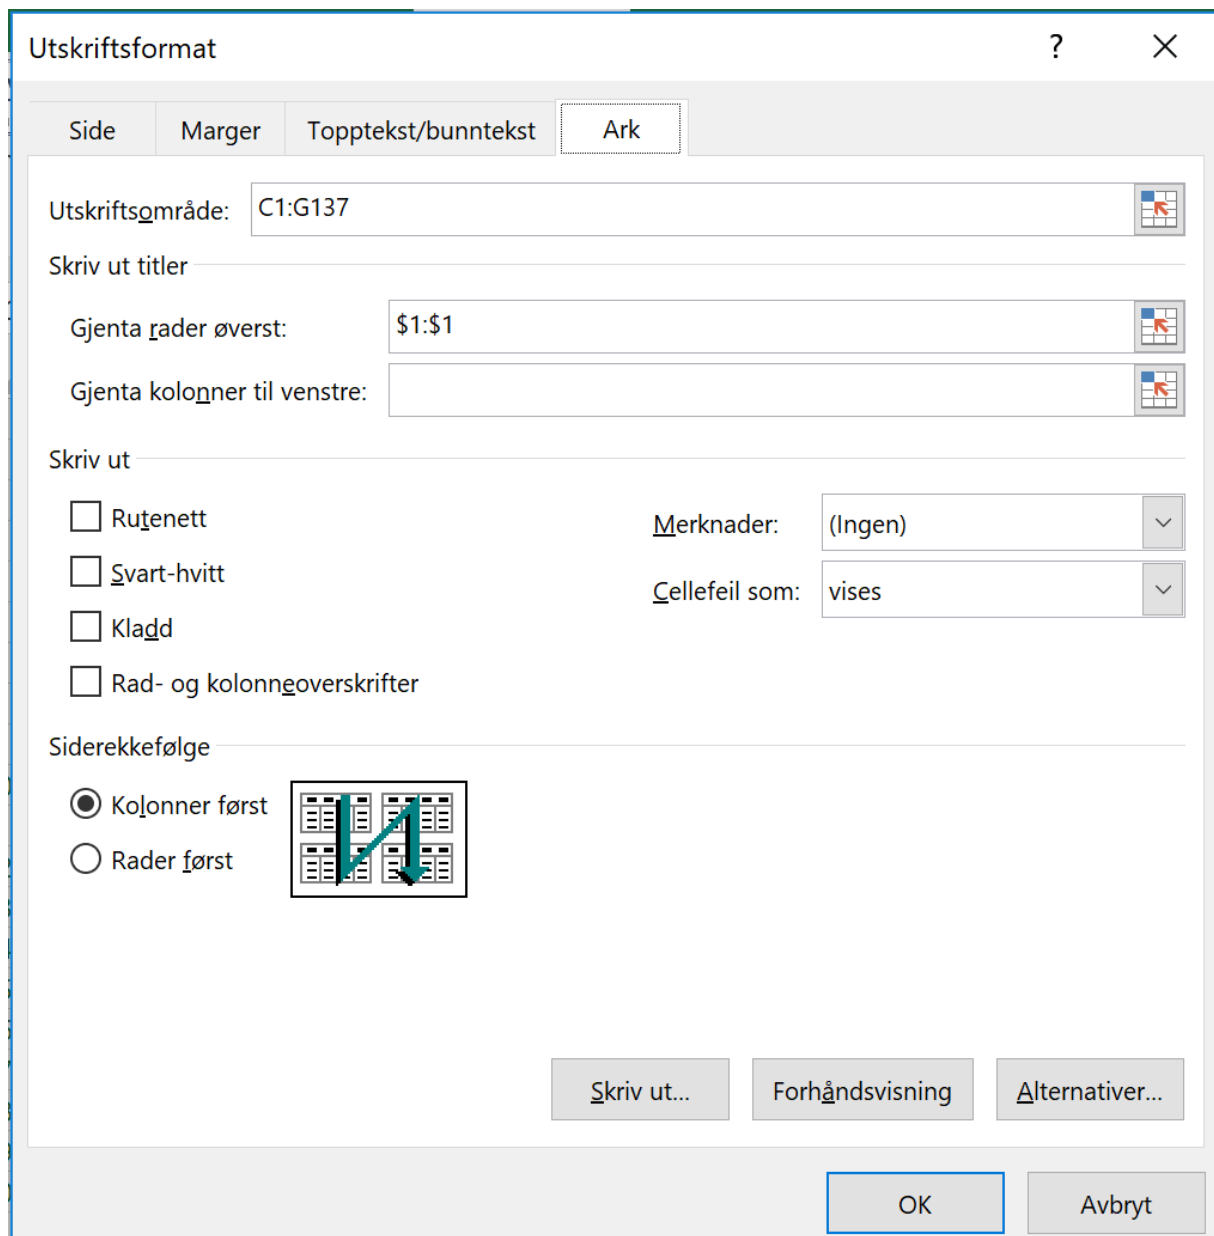 Utskriftsformat ?
Side Marger Topptekst/bunntekst Ark
Utskriftsområde: C1:G137
Skriv ut titler
Gjenta rader øverst: $1:$1
Gjenta kolonner til venstre:
Skriv ut
Rutenett
Merknader: (Ingen)
Svart-hvitt
Cellefeil som: vises
Kladd
Rad- og kolonneoverskrifter
Siderekkefølge
Kolonner først
Rader først
Skriv ut... Forhåndsvisning Alternativer...
OK Avbryt